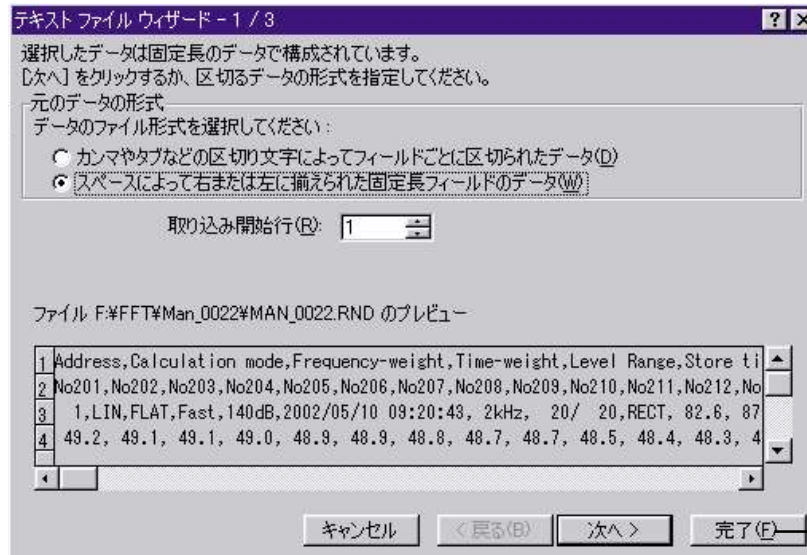 テキスト ファイル ウィザード - 1 / 3
選択したデータは固定長のデータで構成されています。
[次へ] をクリックするか、区切るデータの形式を指定してください。
元のデータの形式
データのファイル形式を選択してください：
カンマやタブなどの区切り文字によってフィールドごとに区切られたデータ(D)
スペースによって右または左に揃えられた固定長フィールドのデータ(W)
取り込み開始行(R): 1
ファイル F:¥FFT¥Man_0022¥MAN_0022.RND のプレビュー
1 Address,Calculation mode,Frequency-weight,Time-weight,Level Range,Store ti
2 No201,No202,No203,No204,No205,No206,No207,No208,No209,No210,No211,No212,No
3 1,LIN,FLAT,Fast,140dB,2002/05/10 09:20:43, 2kHz, 20/ 20,RECT, 82.6, 87
4 49.2, 49.1, 49.1, 49.0, 48.9, 48.9, 48.8, 48.7, 48.7, 48.5, 48.4, 48.3, 4
キャンセル < 戻る(B) 次へ > 完了(F)